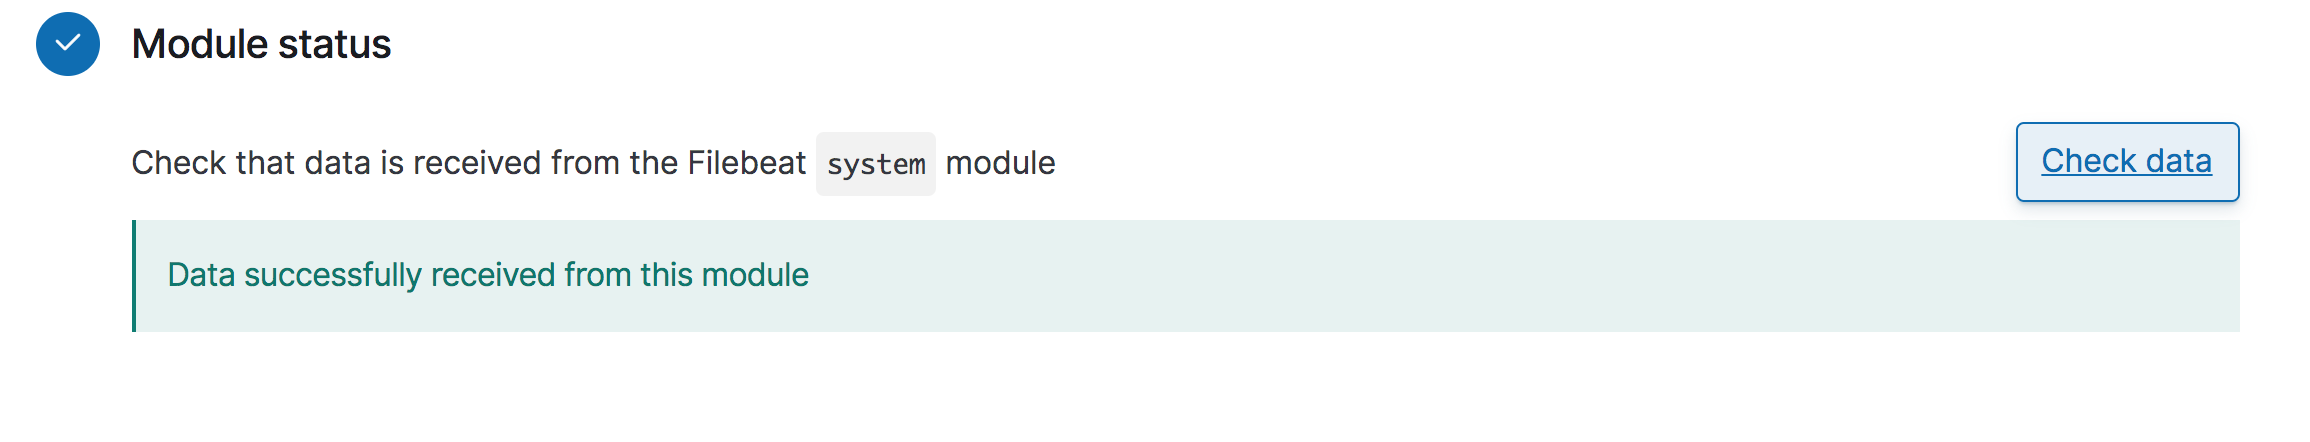 Module status
Check that data is received from the Filebeat system module
Check data
Data successfully received from this module